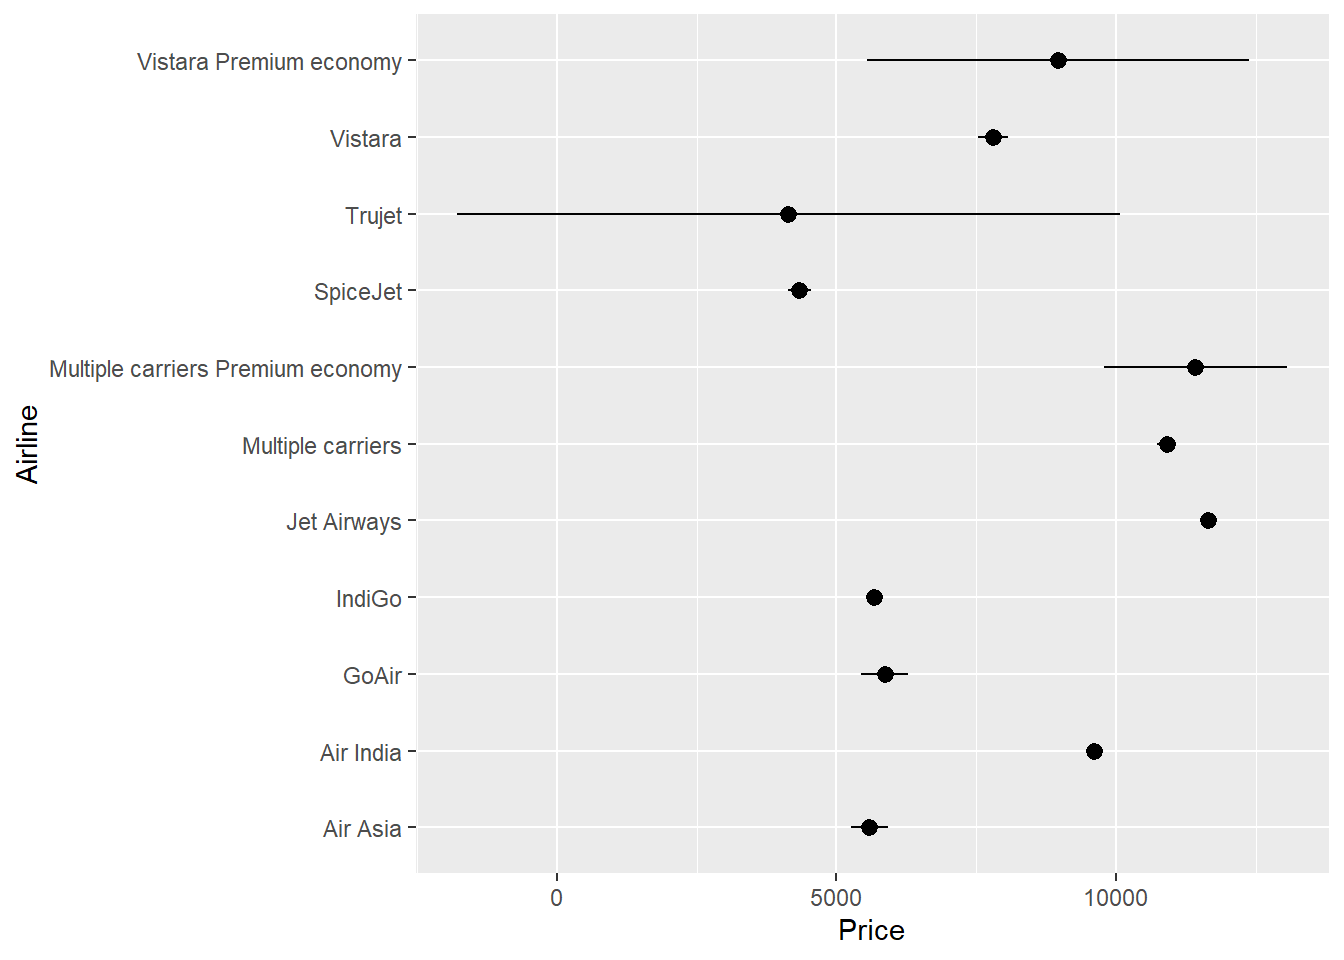 Vistara Premium economy
Vistara
Trujet
SpiceJet
Multiple carriers Premium economy
Multiple carriers
Jet Airways
IndiGo
GoAir
Air India
Air Asia
Airline
0 5000 10000
Price